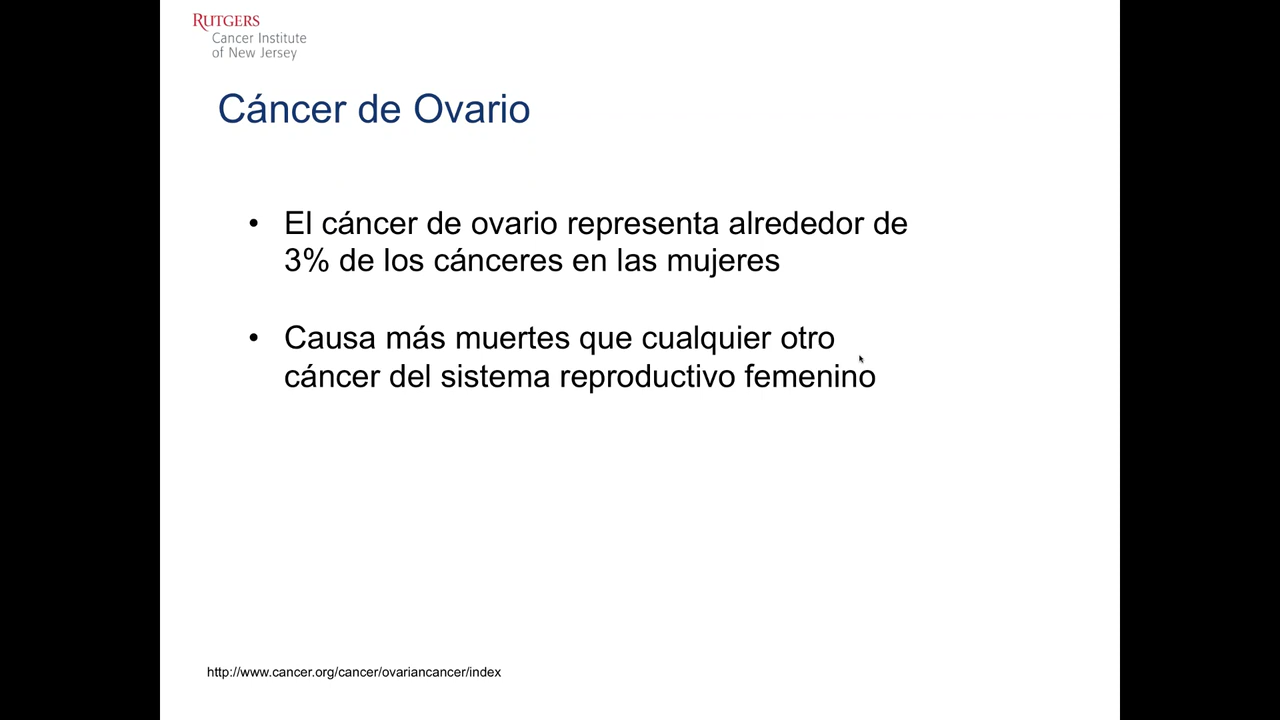 RUTGERS
Cancer Institute
of New Jersey
Cáncer de Ovario
• El cáncer de ovario representa alrededor de
3% de los cánceres en las mujeres
• Causa más muertes que cualquier otro
cáncer del sistema reproductivo femenino
http://www.cancer.org/cancer/ovariancancer/index